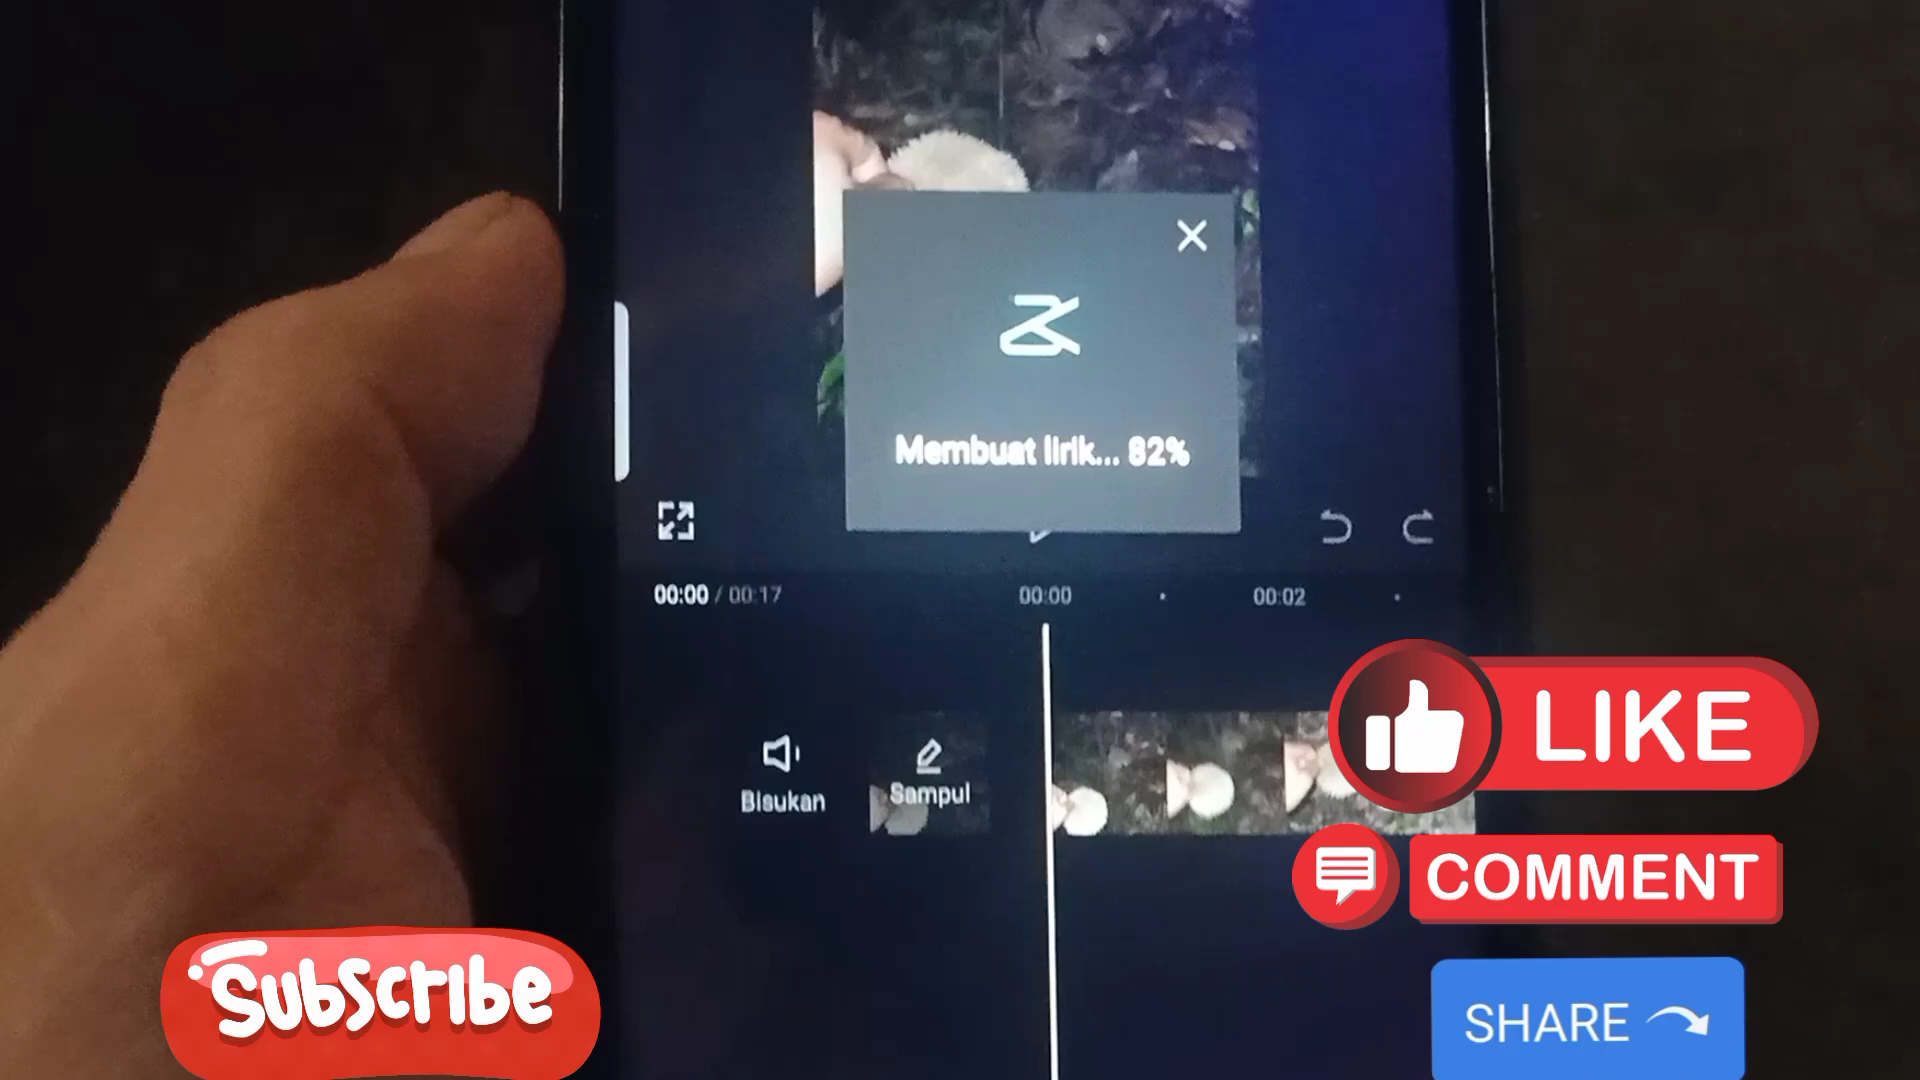 Membuat lirik... 82%
00:00 / 00:17
00:00
00:02
Bisukan
Sampul
LIKE
COMMENT
Subscribe
SHARE